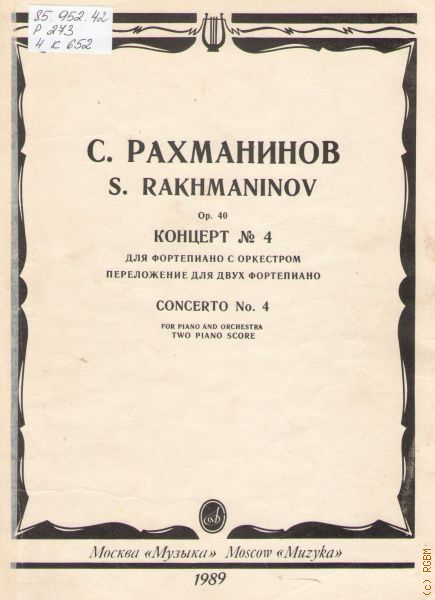 85.952.42
Р 273
4 К 652
С. РАХМАНИНОВ
S. RAKHMANINOV
Op. 40
КОНЦЕРТ № 4
ДЛЯ ФОРТЕПИАНО С ОРКЕСТРОМ
ПЕРЕЛОЖЕНИЕ ДЛЯ ДВУХ ФОРТЕПИАНО
CONCERTO No. 4
FOR PIANO AND ORCHESTRA
TWO PIANO SCORE
Москва «Музыка» Moscow «Muzyka»
1989
(c) RGBM